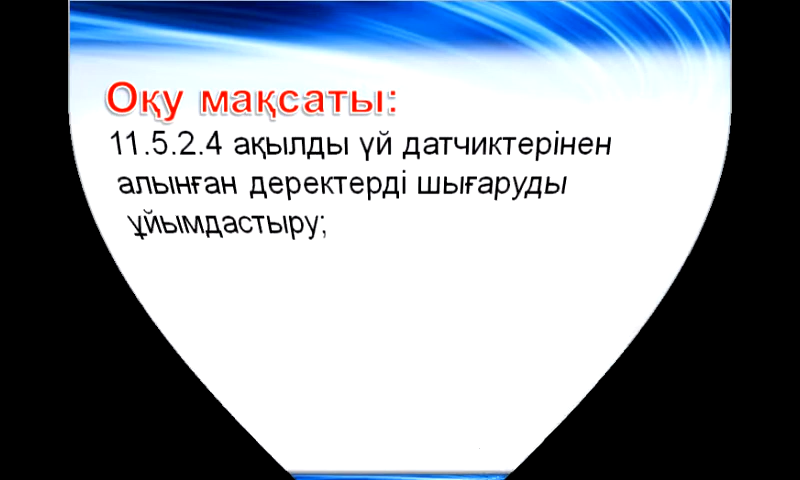 Оқу мақсаты:
11.5.2.4 ақылды үй датчиктерінен
алынған деректерді шығаруды
ұйымдастыру;